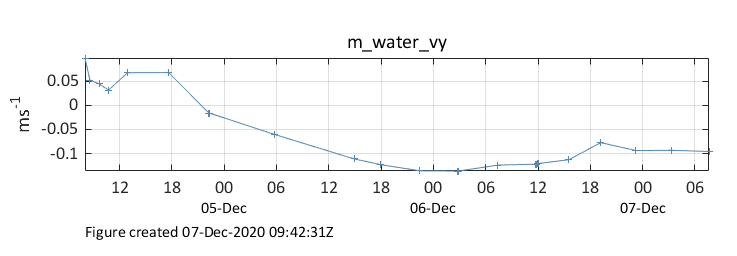 m_water_vy
0.05
0
-0.05
-0.1
ms⁻¹
12 18 00 06 12 18 00 06 12 18 00 06
05-Dec 06-Dec 07-Dec
Figure created 07-Dec-2020 09:42:31Z